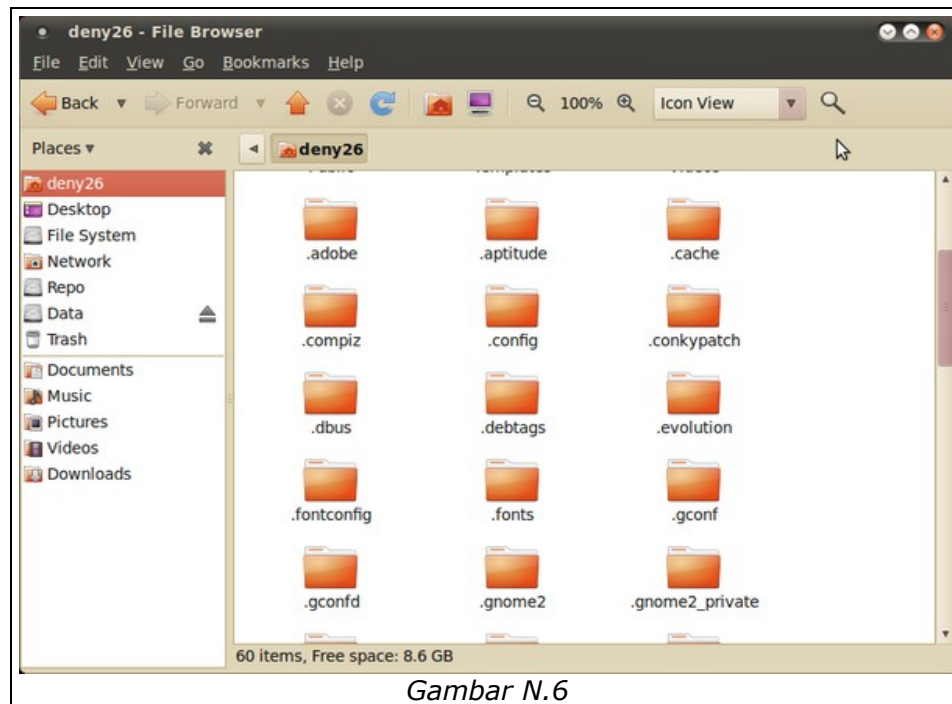 deny26 - File Browser
File Edit View Go Bookmarks Help
Back Forward 100% Icon View
Places deny26
deny26
Desktop
File System
Network
Repo
Data
Trash
Documents
Music
Pictures
Videos
Downloads
.adobe .aptitude .cache
.compiz .config .conkypatch
.dbus .debtags .evolution
.fontconfig .fonts .gconf
.gconfd .gnome2 .gnome2_private
60 items, Free space: 8.6 GB
Gambar N.6